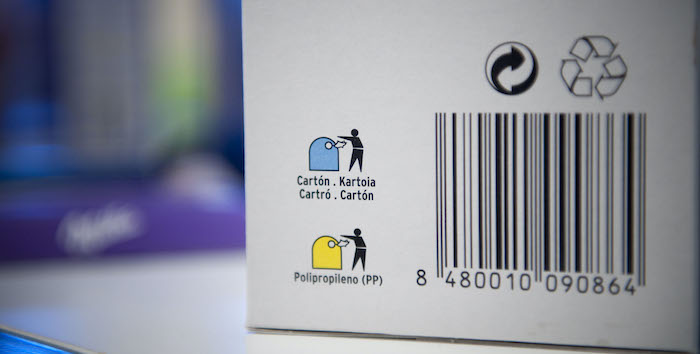 Cartón . Kartoia
Cartró . Cartón
Polipropileno (PP)
8 480010 090864